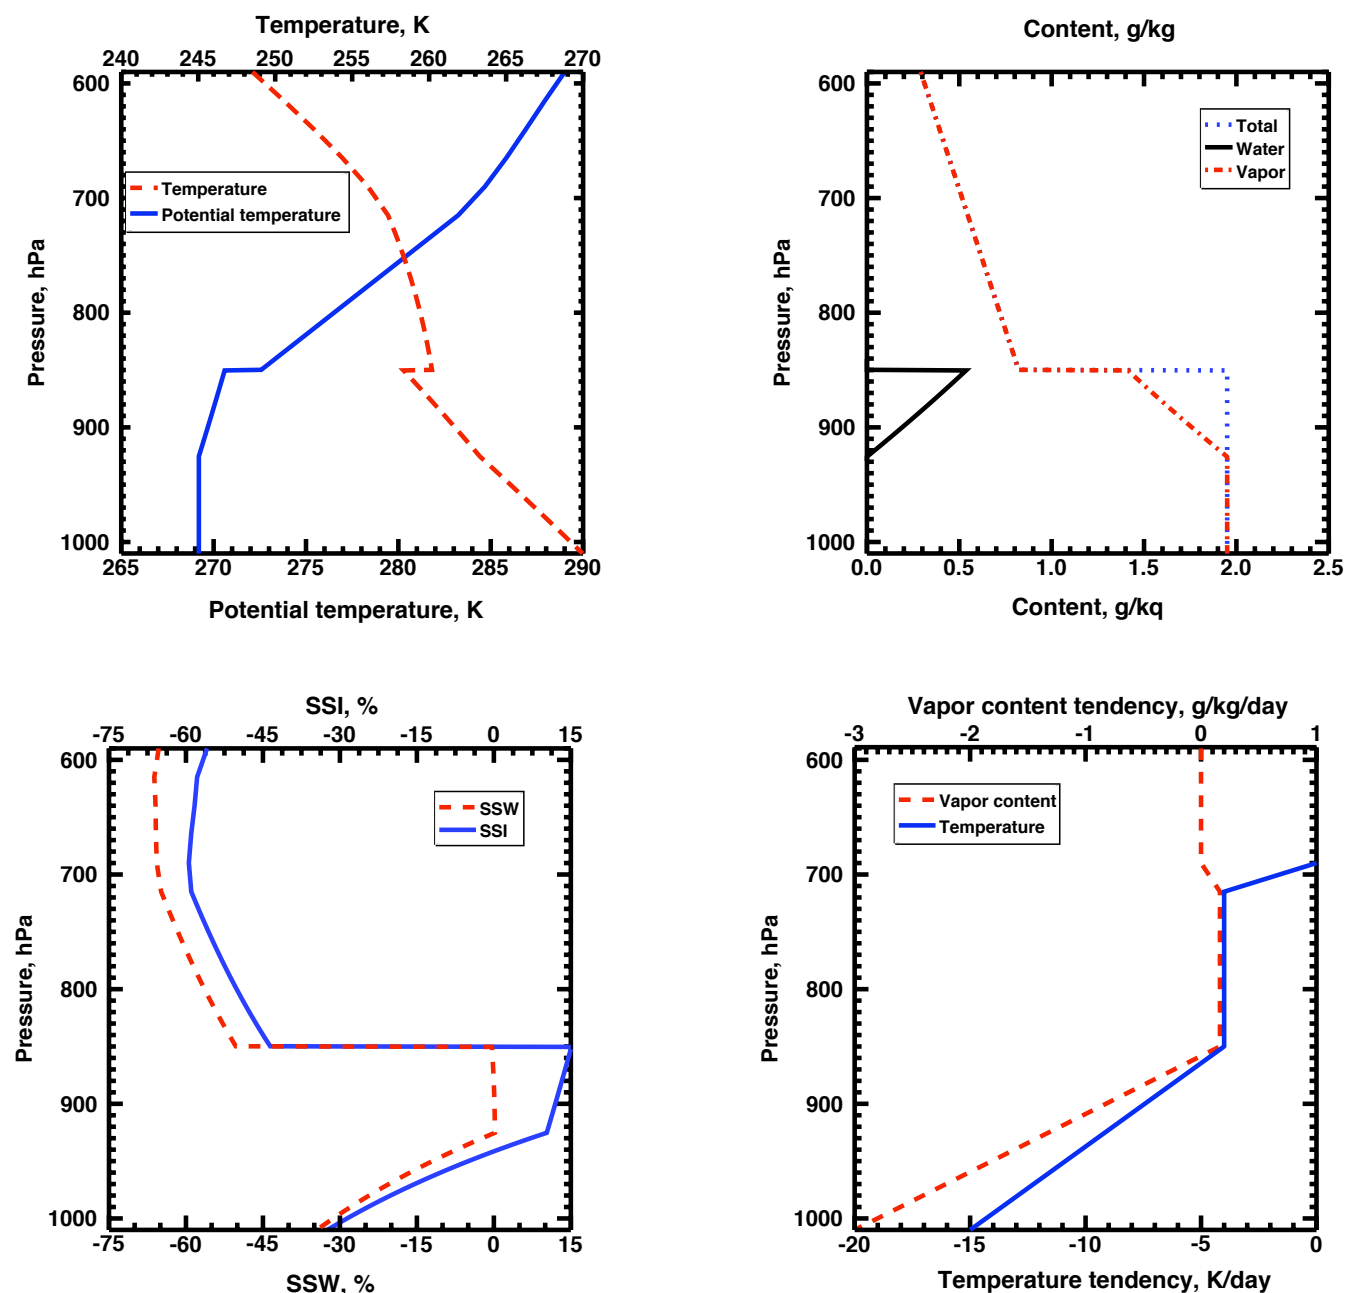 Temperature, K
240 245 250 255 260 265 270
600
700
800
900
1000
Pressure, hPa
Temperature
Potential temperature
265 270 275 280 285 290
Potential temperature, K
Content, g/kg
600
700
800
900
1000
Pressure, hPa
Total
Water
Vapor
0.0 0.5 1.0 1.5 2.0 2.5
Content, g/kq
SSI, %
-75 -60 -45 -30 -15 0 15
600
700
800
900
1000
Pressure, hPa
SSW
SSI
-75 -60 -45 -30 -15 0 15
SSW, %
Vapor content tendency, g/kg/day
-3 -2 -1 0 1
600
700
800
900
1000
Pressure, hPa
Vapor content
Temperature
-20 -15 -10 -5 0
Temperature tendency, K/day